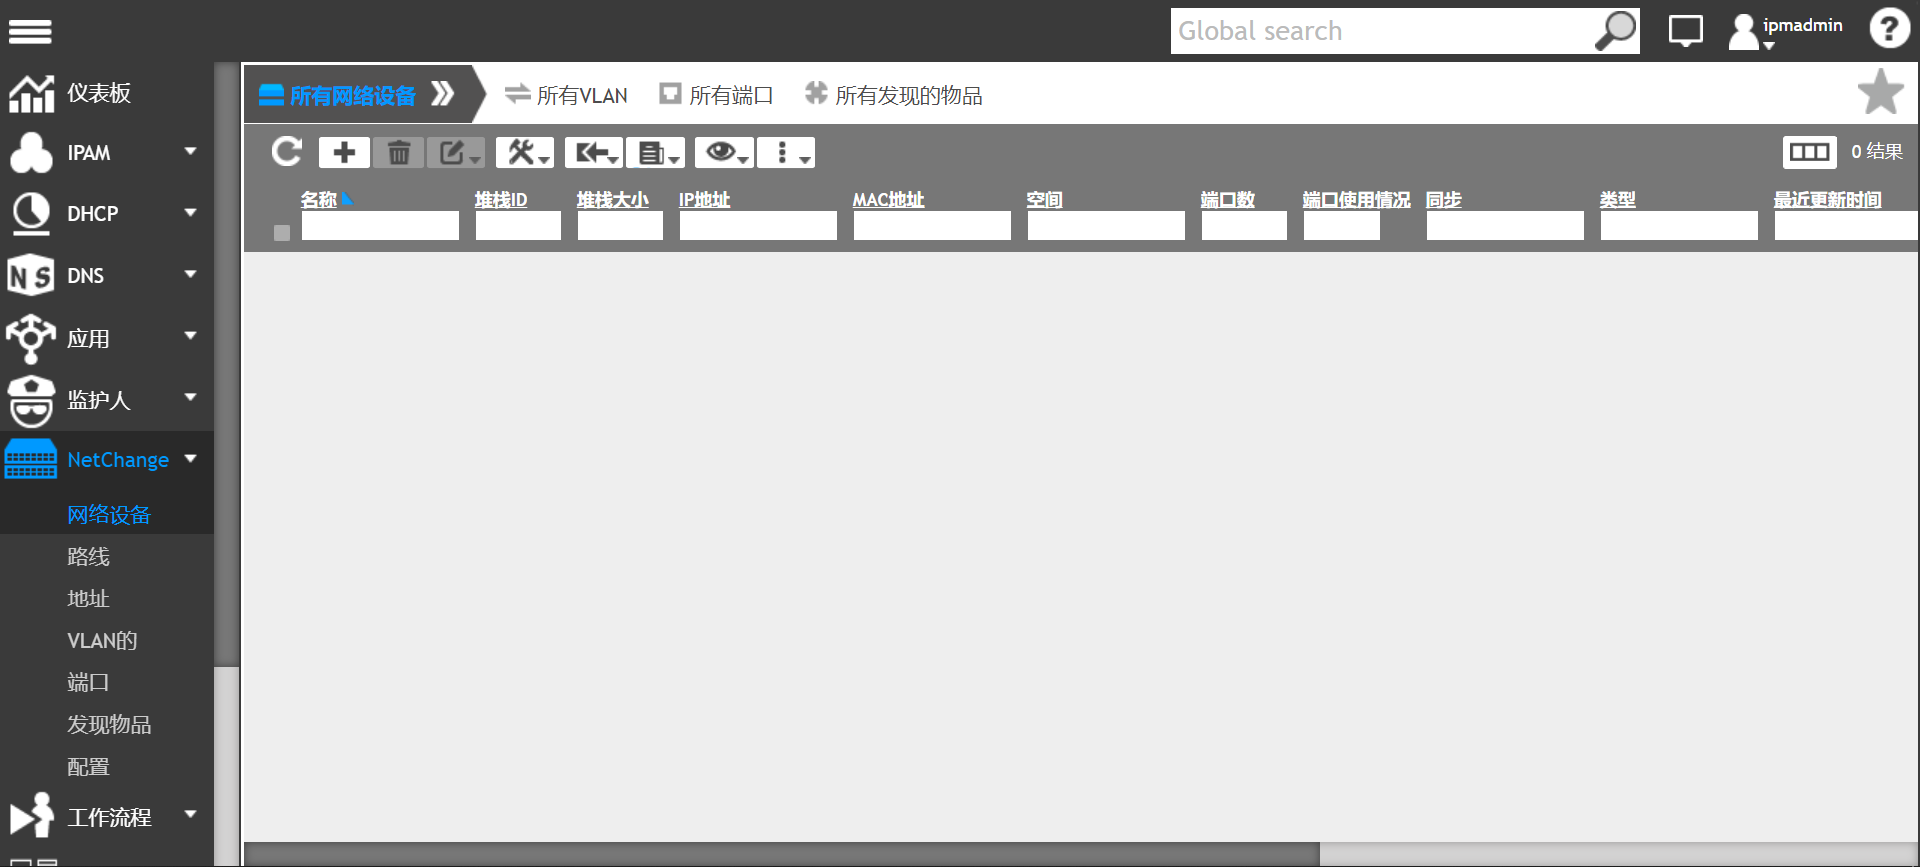 Global search
ipmadmin
仪表板
IPAM
DHCP
DNS
应用
监护人
NetChange
网络设备
路线
地址
VLAN的
端口
发现物品
配置
工作流程
所有网络设备
所有VLAN
所有端口
所有发现的物品
0 结果
名称
堆栈ID
堆栈大小
IP地址
MAC地址
空间
端口数
端口使用情况
同步
类型
最近更新时间